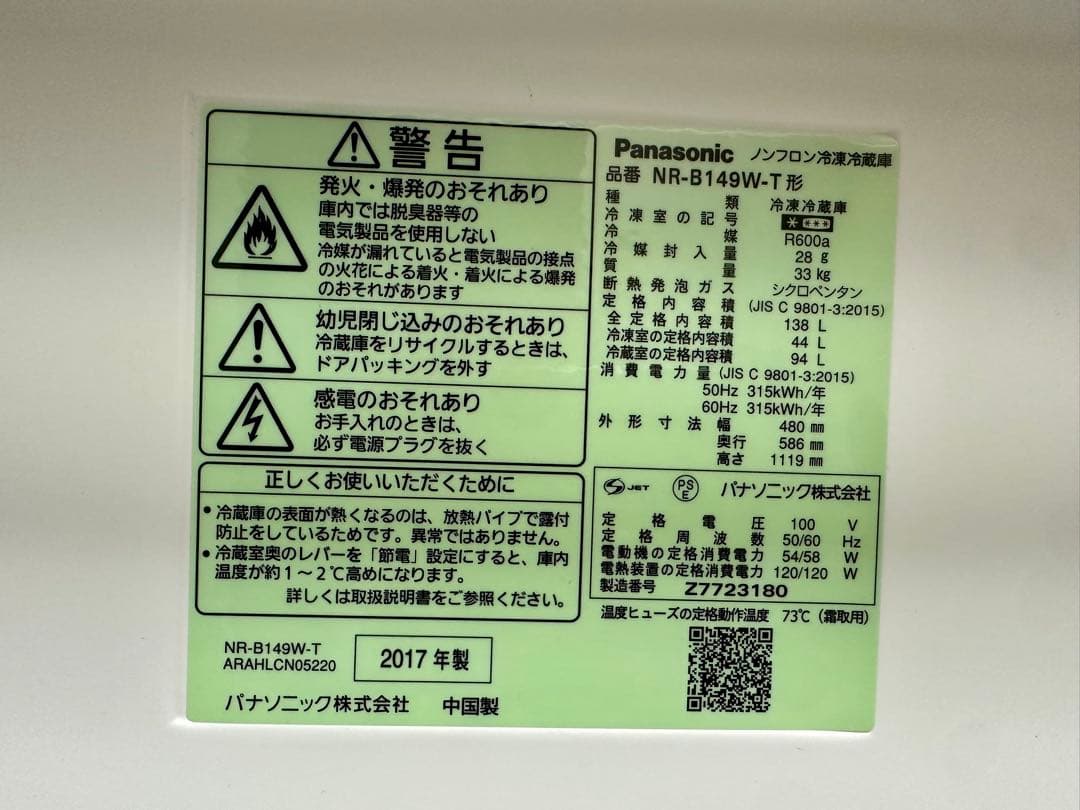 警告
発火・爆発のおそれあり
庫内では脱臭器等の
電気製品を使用しない
冷媒が漏れていると電気製品の接点
の火花による着火・着火による爆発
のおそれがあります
幼児閉じ込みのおそれあり
冷蔵庫をリサイクルするときは、
ドアパッキングを外す
感電のおそれあり
お手入れのときは、
必ず電源プラグを抜く
正しくお使いいただくために
•冷蔵庫の表面が熱くなるのは、放熱パイプで露付
防止をしているためです。異常ではありません。
•冷蔵室奥のレバーを「節電」設定にすると、庫内
温度が約1～2℃高めになります。
詳しくは取扱説明書をご参照ください。
NR-B149W-T
ARAHLCN05220
2017年製
パナソニック株式会社 中国製
Panasonic ノンフロン冷凍冷蔵庫
品番 NR-B149W-T形
種類 冷凍冷蔵庫
冷凍室の記号 * ***
冷媒 R600a
冷媒封入量 28 g
質量 33 kg
断熱発泡ガス シクロペンタン
定格内容積 (JIS C 9801-3:2015)
全定格内容積 138 L
冷凍室の定格内容積 44 L
冷蔵室の定格内容積 94 L
消費電力量 (JIS C 9801-3:2015)
50Hz 315kWh/年
60Hz 315kWh/年
外形寸法 幅 480 mm
奥行 586 mm
高さ 1119 mm
S JET PSE パナソニック株式会社
定格電圧 100 V
定格周波数 50/60 Hz
電動機の定格消費電力 54/58 W
電熱装置の定格消費電力 120/120 W
製造番号 Z7723180
温度ヒューズの定格動作温度 73℃(霜取用)